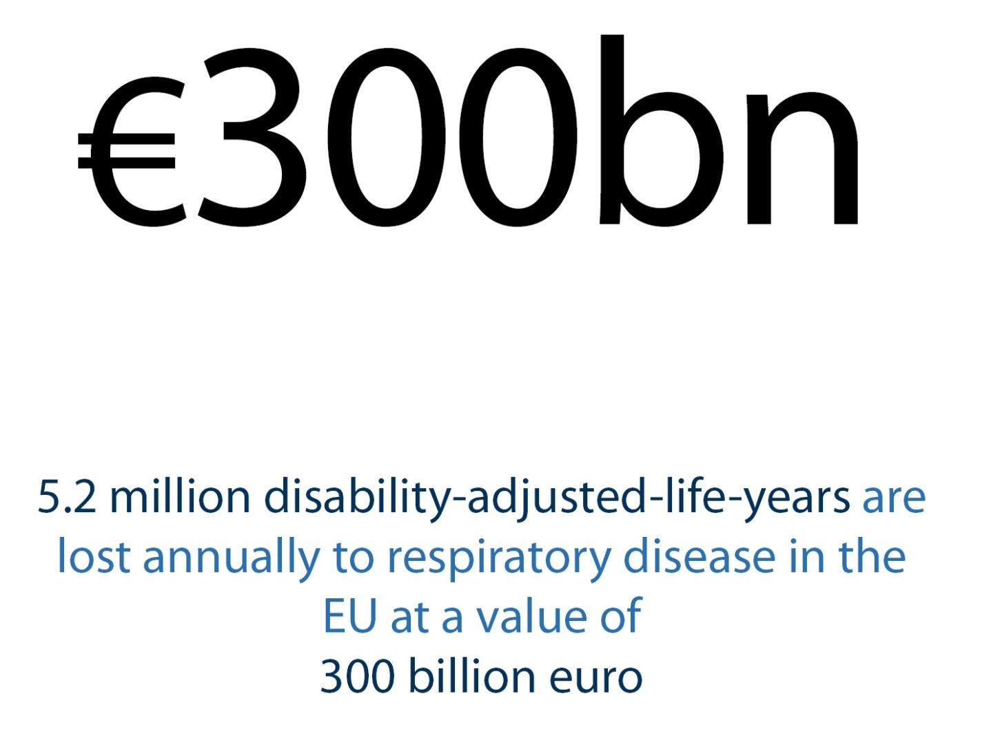 €300bn
5.2 million disability-adjusted-life-years are
lost annually to respiratory disease in the
EU at a value of
300 billion euro